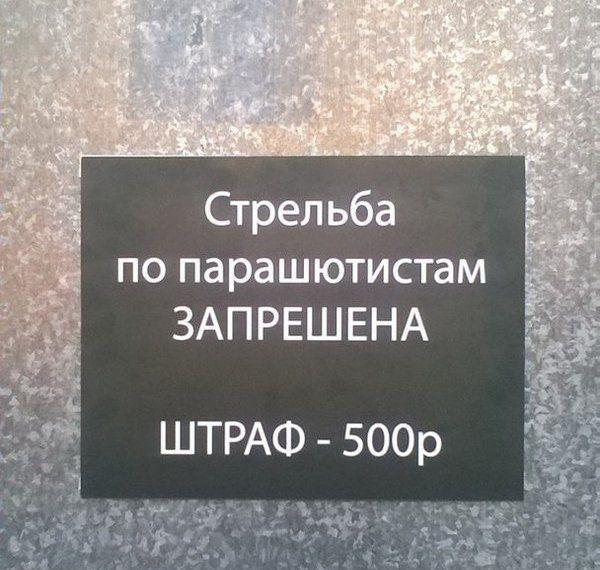 Стрельба
по парашютистам
ЗАПРЕШЕНА
ШТРАФ - 500р